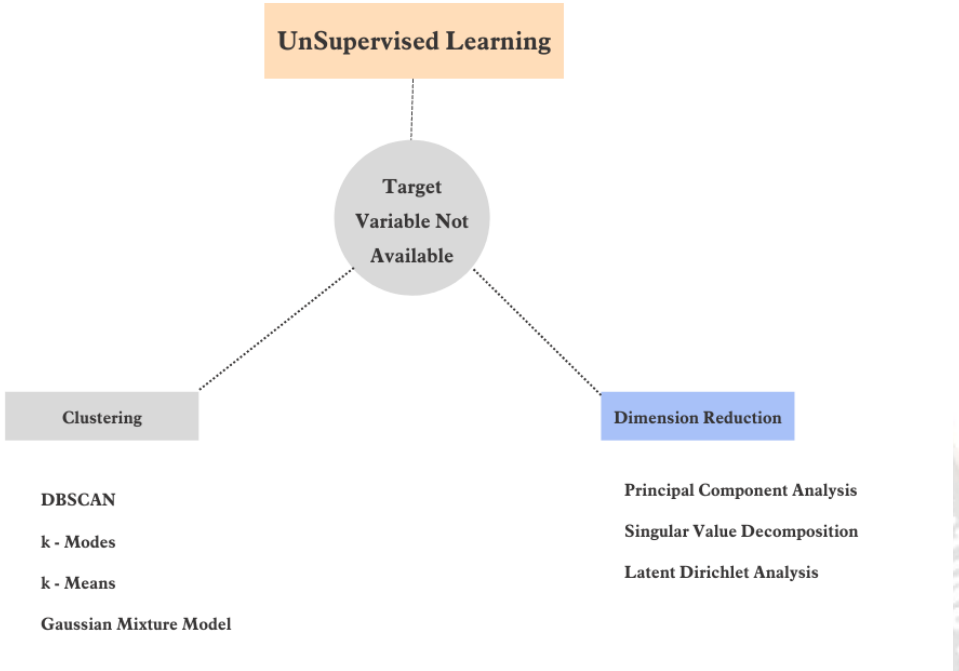 UnSupervised Learning
Target
Variable Not
Available
Clustering
DBSCAN
k - Modes
k - Means
Gaussian Mixture Model
Dimension Reduction
Principal Component Analysis
Singular Value Decomposition
Latent Dirichlet Analysis